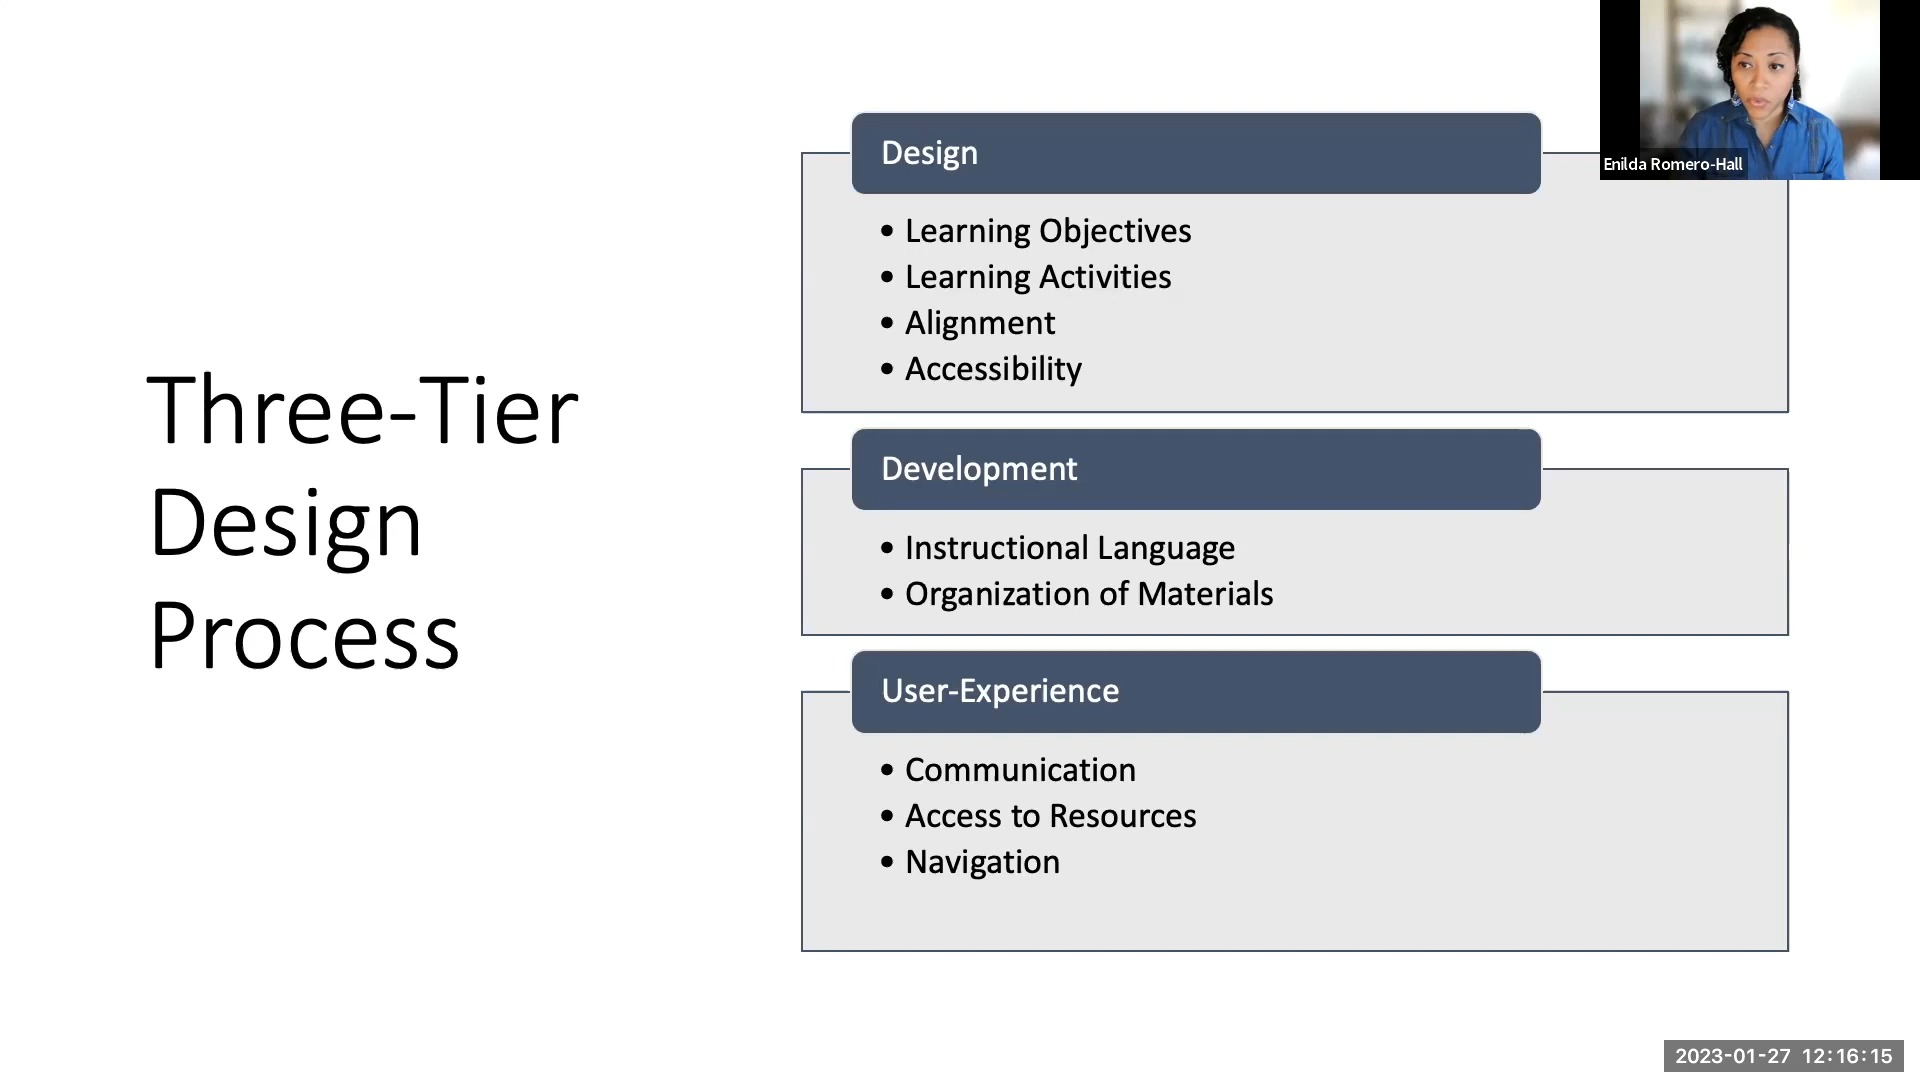 Three-Tier
Design
Process
Design
• Learning Objectives
• Learning Activities
• Alignment
• Accessibility
Development
• Instructional Language
• Organization of Materials
User-Experience
• Communication
• Access to Resources
• Navigation
Enilda Romero-Hall
2023-01-27 12:16:15